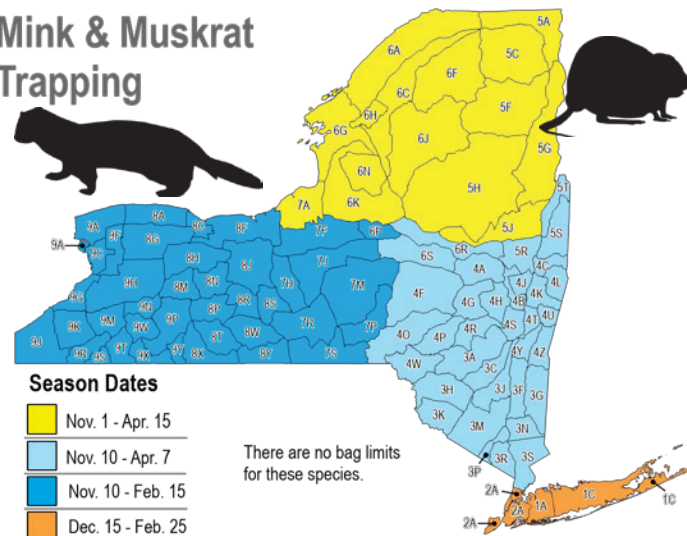 Mink & Muskrat
Trapping
5A
6A
5C
6F
6C
5F
6H
6G
6J
5G
6N
5H
5T
7A
6K
9A
8A
8C
8F
7F
6P
5J
5S
9F
8G
6R
5R
9A
9C
6S
4C
8H
8J
7J
4A
4L
9H
8M
8N
7H
7M
4F
4J
4K
9G
8R
8S
4G
4H
4B
9N
8P
4U
9K
9M
9W
9P
7R
7P
4R
4S
4T
9J
8T
8W
4O
4P
9R
9S
9T
9X
9Y
8X
8Y
7S
3A
4Y
4Z
4W
3C
3H
3J
3F
3G
3K
3M
3N
3R
3S
3P
2A
1C
1C
2A
1A
2A
Season Dates
Nov. 1 - Apr. 15
Nov. 10 - Apr. 7
Nov. 10 - Feb. 15
Dec. 15 - Feb. 25
There are no bag limits
for these species.